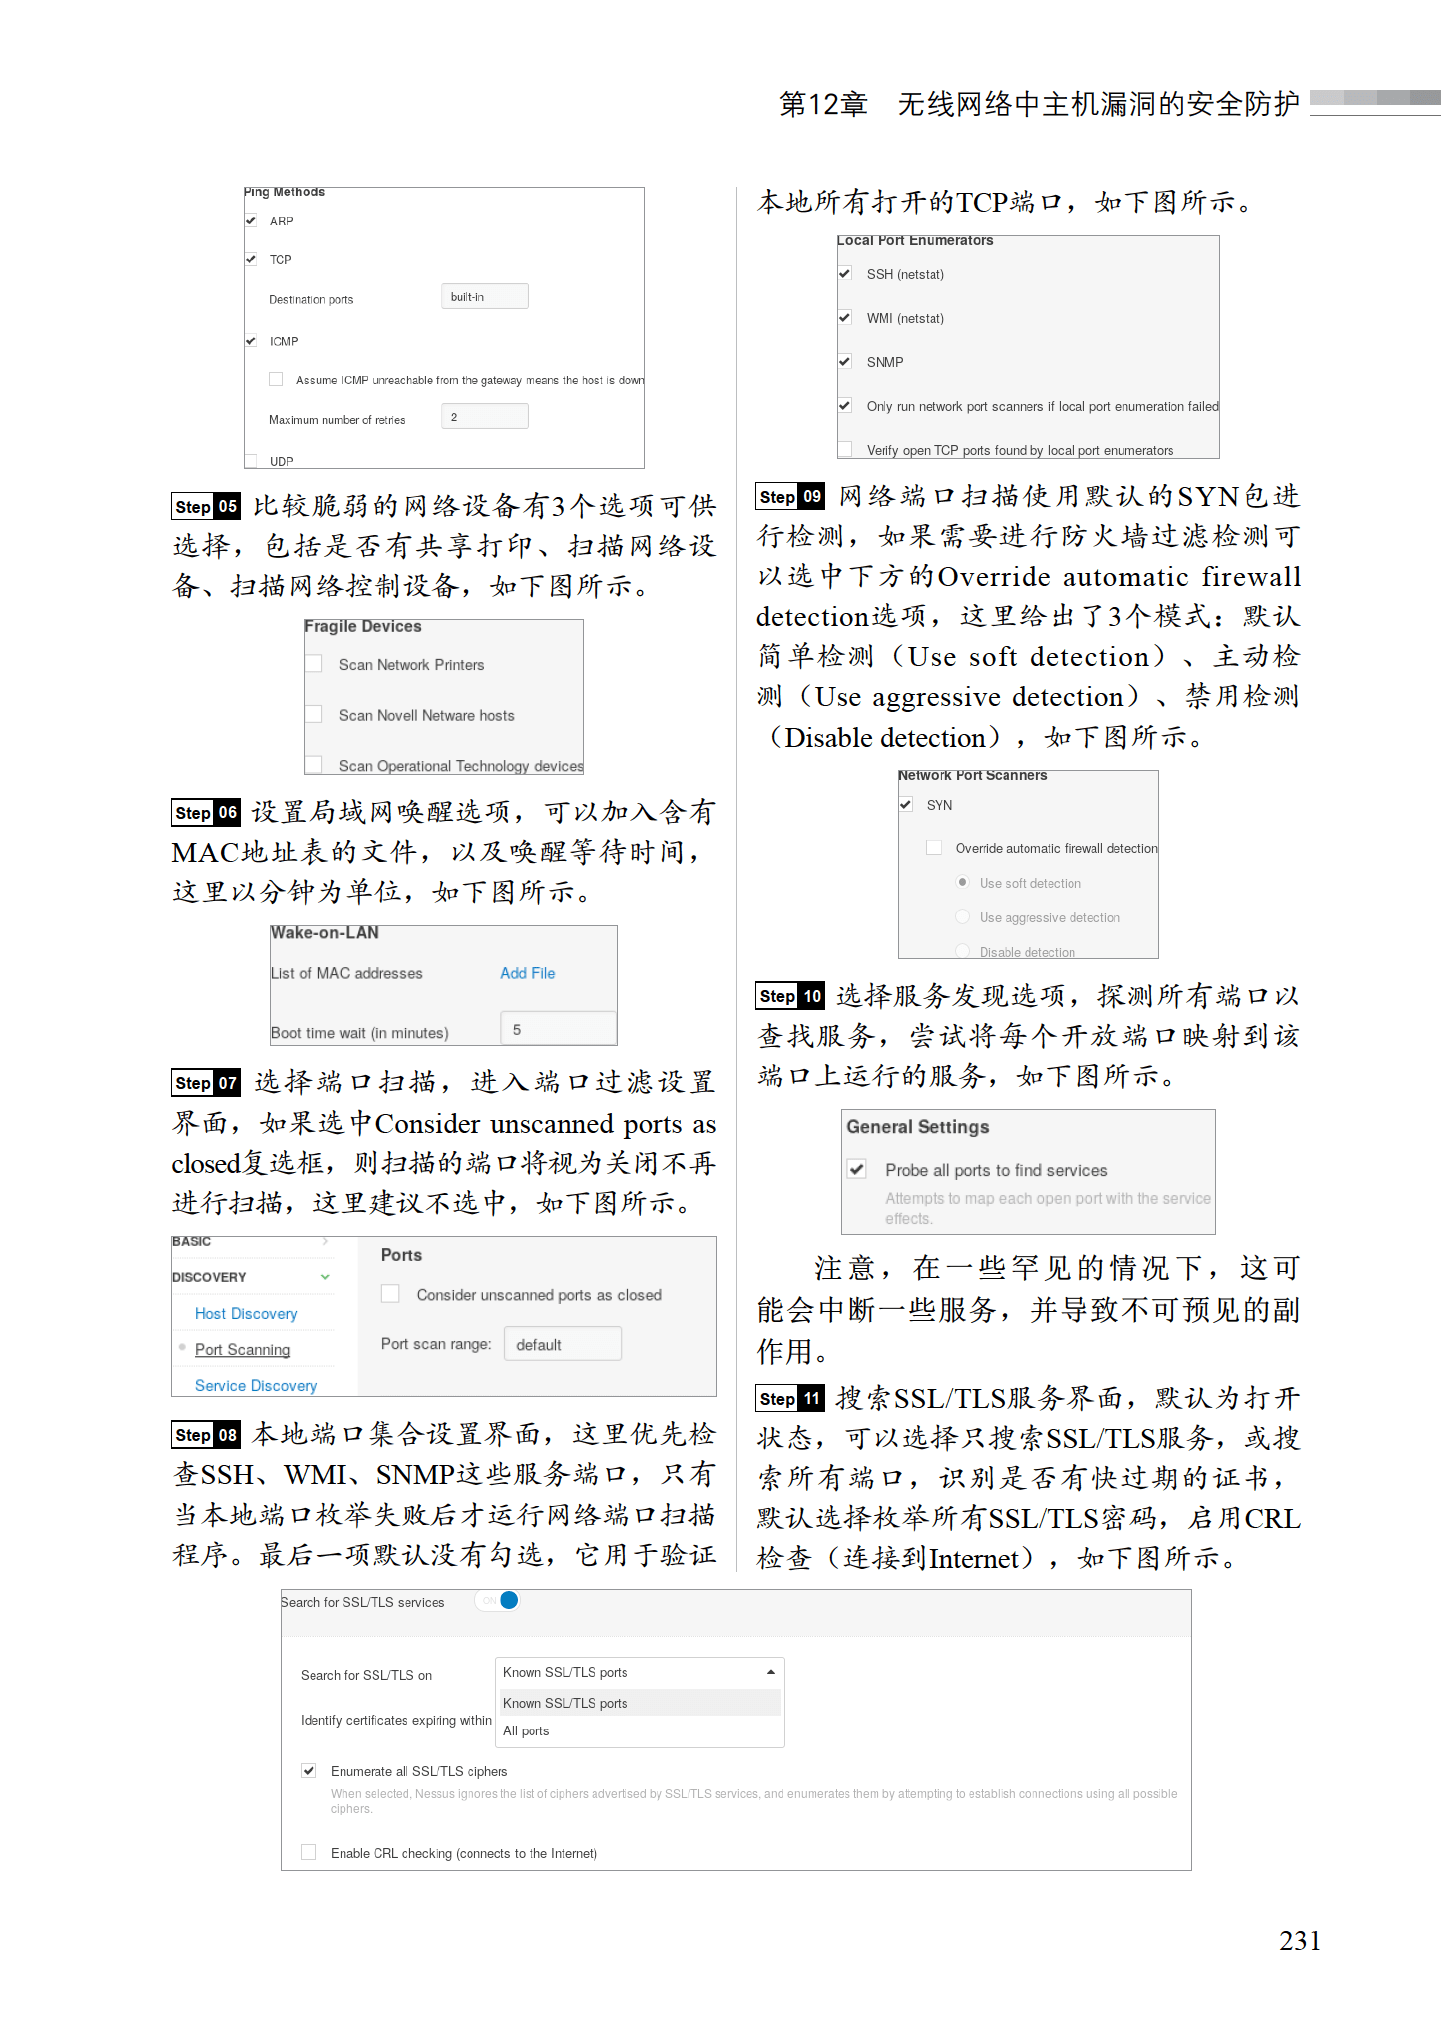 第12章 无线网络中主机漏洞的安全防护
Ping Methods
ARP
TCP
Destination ports built-in
ICMP
Assume ICMP unreachable from the gateway means the host is down
Maximum number of retries 2
UDP
Step 05 比较脆弱的网络设备有3个选项可供
选择，包括是否有共享打印、扫描网络设
备、扫描网络控制设备，如下图所示。
Fragile Devices
Scan Network Printers
Scan Novell Netware hosts
Scan Operational Technology devices
Step 06 设置局域网唤醒选项，可以加入含有
MAC地址表的文件，以及唤醒等待时间，
这里以分钟为单位，如下图所示。
Wake-on-LAN
List of MAC addresses Add File
Boot time wait (in minutes) 5
Step 07 选择端口扫描，进入端口过滤设置
界面，如果选中Consider unscanned ports as
closed复选框，则扫描的端口将视为关闭不再
进行扫描，这里建议不选中，如下图所示。
BASIC
DISCOVERY
Host Discovery
Port Scanning
Service Discovery
Ports
Consider unscanned ports as closed
Port scan range: default
Step 08 本地端口集合设置界面，这里优先检
查SSH、WMI、SNMP这些服务端口，只有
当本地端口枚举失败后才运行网络端口扫描
程序。最后一项默认没有勾选，它用于验证
本地所有打开的TCP端口，如下图所示。
Local Port Enumerators
SSH (netstat)
WMI (netstat)
SNMP
Only run network port scanners if local port enumeration failed
Verify open TCP ports found by local port enumerators
Step 09 网络端口扫描使用默认的SYN包进
行检测，如果需要进行防火墙过滤检测可
以选中下方的Override automatic firewall
detection选项，这里给出了3个模式：默认
简单检测（Use soft detection）、主动检
测（Use aggressive detection）、禁用检测
（Disable detection），如下图所示。
Network Port Scanners
SYN
Override automatic firewall detection
Use soft detection
Use aggressive detection
Disable detection
Step 10 选择服务发现选项，探测所有端口以
查找服务，尝试将每个开放端口映射到该
端口上运行的服务，如下图所示。
General Settings
Probe all ports to find services
Attempts to map each open port with the service
effects.
注意，在一些罕见的情况下，这可
能会中断一些服务，并导致不可预见的副
作用。
Step 11 搜索SSL/TLS服务界面，默认为打开
状态，可以选择只搜索SSL/TLS服务，或搜
索所有端口，识别是否有快过期的证书，
默认选择枚举所有SSL/TLS密码，启用CRL
检查（连接到Internet），如下图所示。
Search for SSL/TLS services ON
Search for SSL/TLS on Known SSL/TLS ports
Known SSL/TLS ports
Identify certificates expiring within
All ports
Enumerate all SSL/TLS ciphers
When selected, Nessus ignores the list of ciphers advertised by SSL/TLS services, and enumerates them by attempting to establish connections using all possible
ciphers.
Enable CRL checking (connects to the Internet)
231